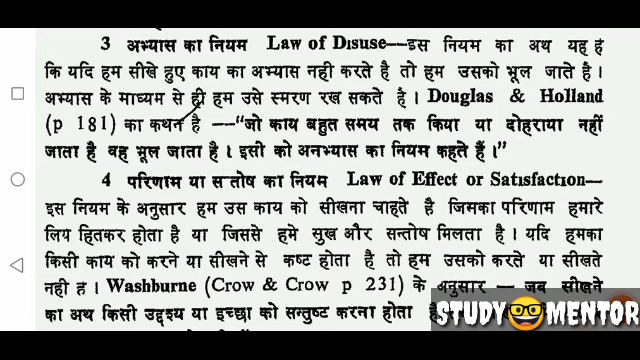 3 अभ्यास का नियम Law of Disuse—इस नियम का अथ यह ह
कि यदि हम सीखे हुए काय का अभ्यास नही करते है तो हम उसको भूल जाते है ।
अभ्यास के माध्यम से ही हम उसे स्मरण रख सकते है । Douglas & Holland
(p 181) का कथन है —“जो काय बहुत समय तक किया या दोहराया नहीं
जाता है वह भूल जाता है । इसी को अनभ्यास का नियम कहते हैं ।”
4 परिणाम या सन्तोष का नियम Law of Effect or Satisfaction—
इस नियम के अनुसार हम उस काय को सीखना चाहते है जिमका परिणाम हमारे
लिय हितकर होता है या जिससे हमे सुख और सन्तोष मिलता है । यदि हमका
किसी काय को करने या सीखने से कष्ट होता है तो हम उसको करते या सीखते
नही ह । Washburne (Crow & Crow p 231) के अनुसार — जब सीखने
का अथ किसी उद्देश्य या इच्छा को सन्तुष्ट करना होता है
STUDY MENTOR